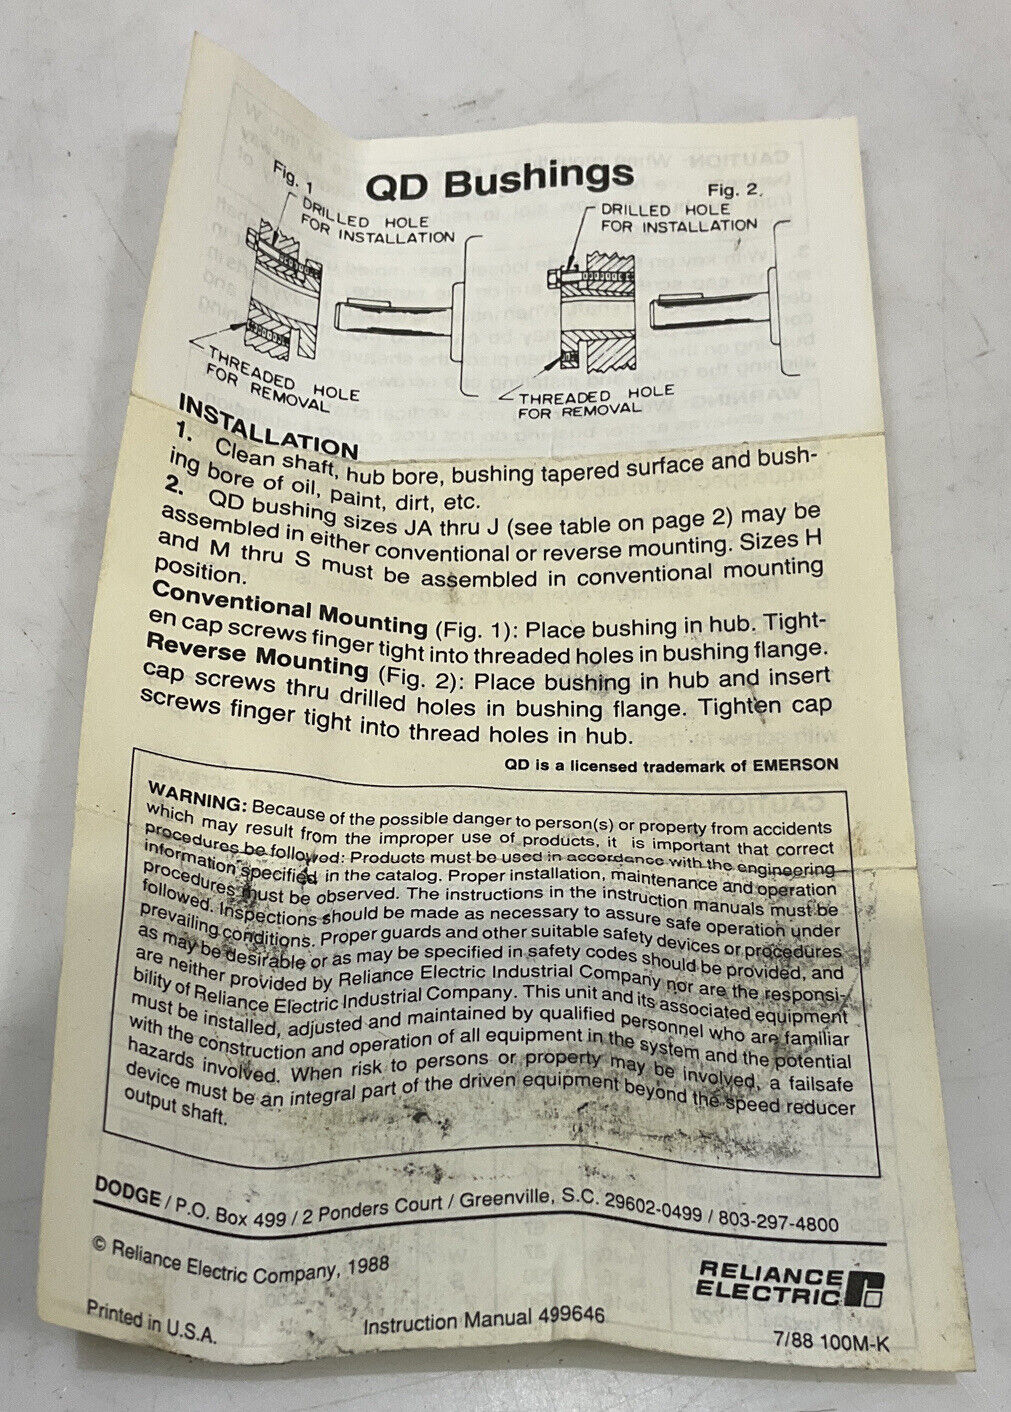 QD Bushings
Fig. 1
DRILLED HOLE
FOR INSTALLATION
THREADED HOLE
FOR REMOVAL
Fig. 2.
DRILLED HOLE
FOR INSTALLATION
THREADED HOLE
FOR REMOVAL
INSTALLATION
1. Clean shaft, hub bore, bushing tapered surface and bush-
ing bore of oil, paint, dirt, etc.
2. QD bushing sizes JA thru J (see table on page 2) may be
assembled in either conventional or reverse mounting. Sizes H
and M thru S must be assembled in conventional mounting
position.
Conventional Mounting (Fig. 1): Place bushing in hub. Tight-
en cap screws finger tight into threaded holes in bushing flange.
Reverse Mounting (Fig. 2): Place bushing in hub and insert
cap screws thru drilled holes in bushing flange. Tighten cap
screws finger tight into thread holes in hub.
QD is a licensed trademark of EMERSON
WARNING: Because of the possible danger to person(s) or property from accidents
which may result from the improper use of products, it is important that correct
procedures be followed: Products must be used in accordance with the engineering
information specified in the catalog. Proper installation, maintenance and operation
procedures must be observed. The instructions in the instruction manuals must be
followed. Inspections should be made as necessary to assure safe operation under
prevailing conditions. Proper guards and other suitable safety devices or procedures
as may be desirable or as may be specified in safety codes should be provided, and
are neither provided by Reliance Electric Industrial Company nor are the responsi-
bility of Reliance Electric Industrial Company. This unit and its associated equipment
must be installed, adjusted and maintained by qualified personnel who are familiar
with the construction and operation of all equipment in the system and the potential
hazards involved. When risk to persons or property may be involved, a failsafe
device must be an integral part of the driven equipment beyond the speed reducer
output shaft.
DODGE / P.O. Box 499 / 2 Ponders Court / Greenville, S.C. 29602-0499 / 803-297-4800
© Reliance Electric Company, 1988
RELIANCE
ELECTRIC
Printed in U.S.A.
Instruction Manual 499646
7/88 100M-K